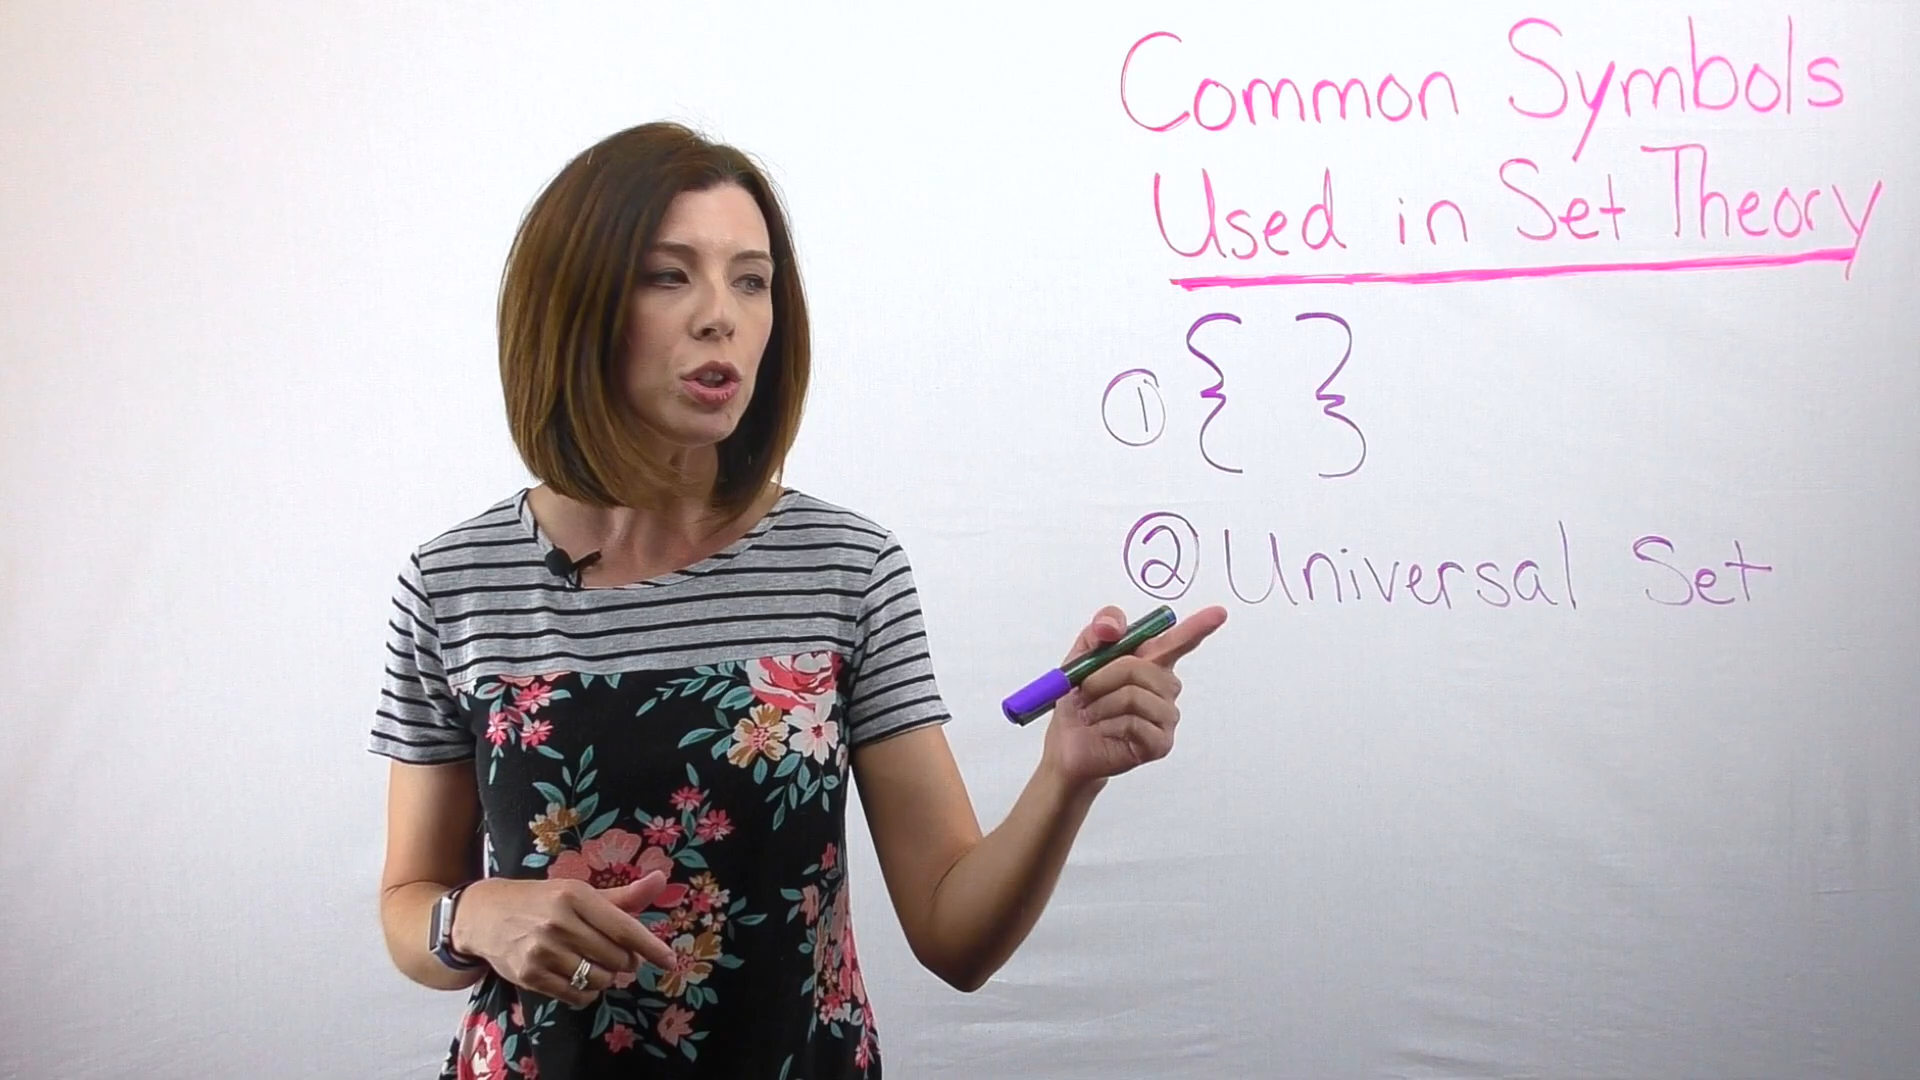 Common Symbols
Used in Set Theory
① { }
② Universal Set